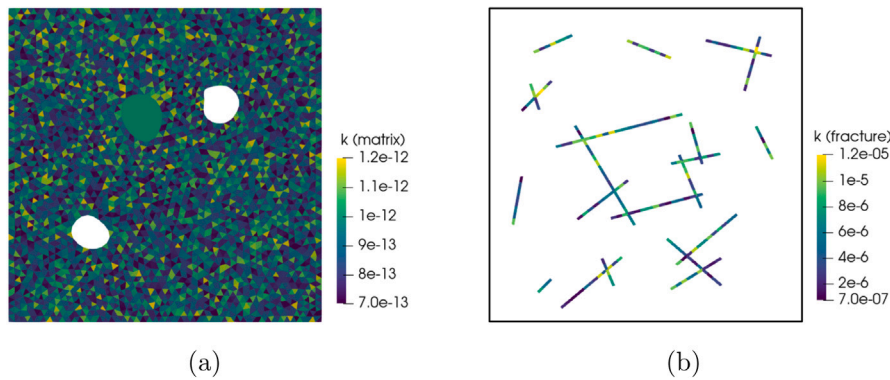 k (matrix)
1.2e-12
1.1e-12
1e-12
9e-13
8e-13
7.0e-13
(a)
k (fracture)
1.2e-05
1e-5
8e-6
6e-6
4e-6
2e-6
7.0e-07
(b)